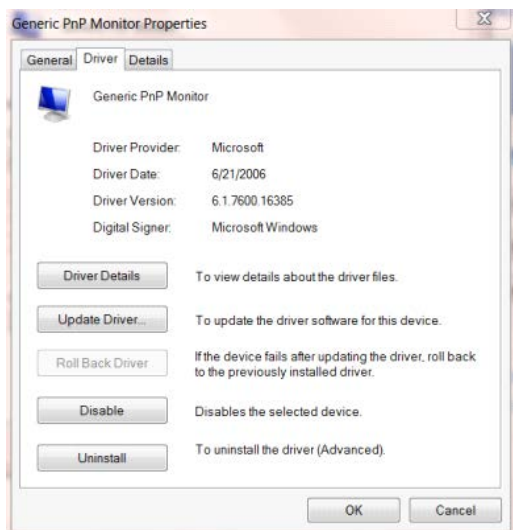 Generic PnP Monitor Properties
General Driver Details
Generic PnP Monitor
Driver Provider: Microsoft
Driver Date: 6/21/2006
Driver Version: 6.1.7600.16385
Digital Signer: Microsoft Windows
Driver Details To view details about the driver files.
Update Driver... To update the driver software for this device.
Roll Back Driver If the device fails after updating the driver, roll back
to the previously installed driver.
Disable Disables the selected device.
Uninstall To uninstall the driver (Advanced).
OK Cancel